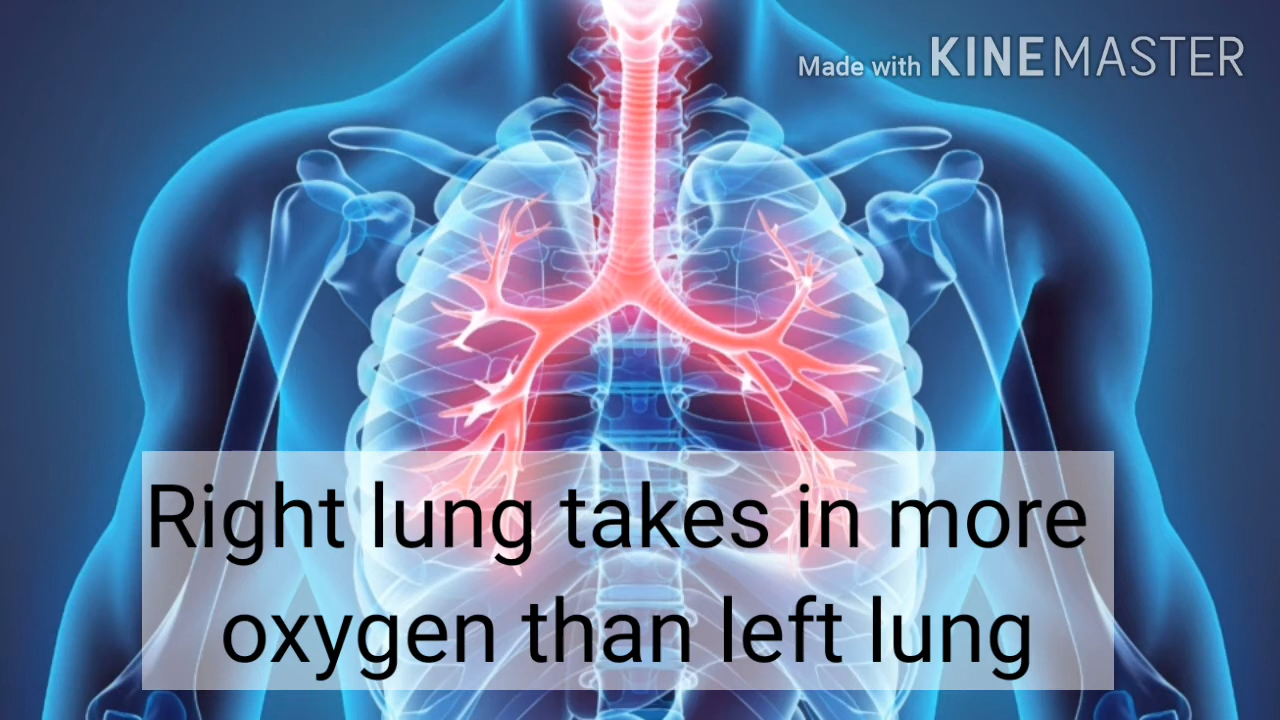 Made with KINEMASTER
Right lung takes in more
oxygen than left lung